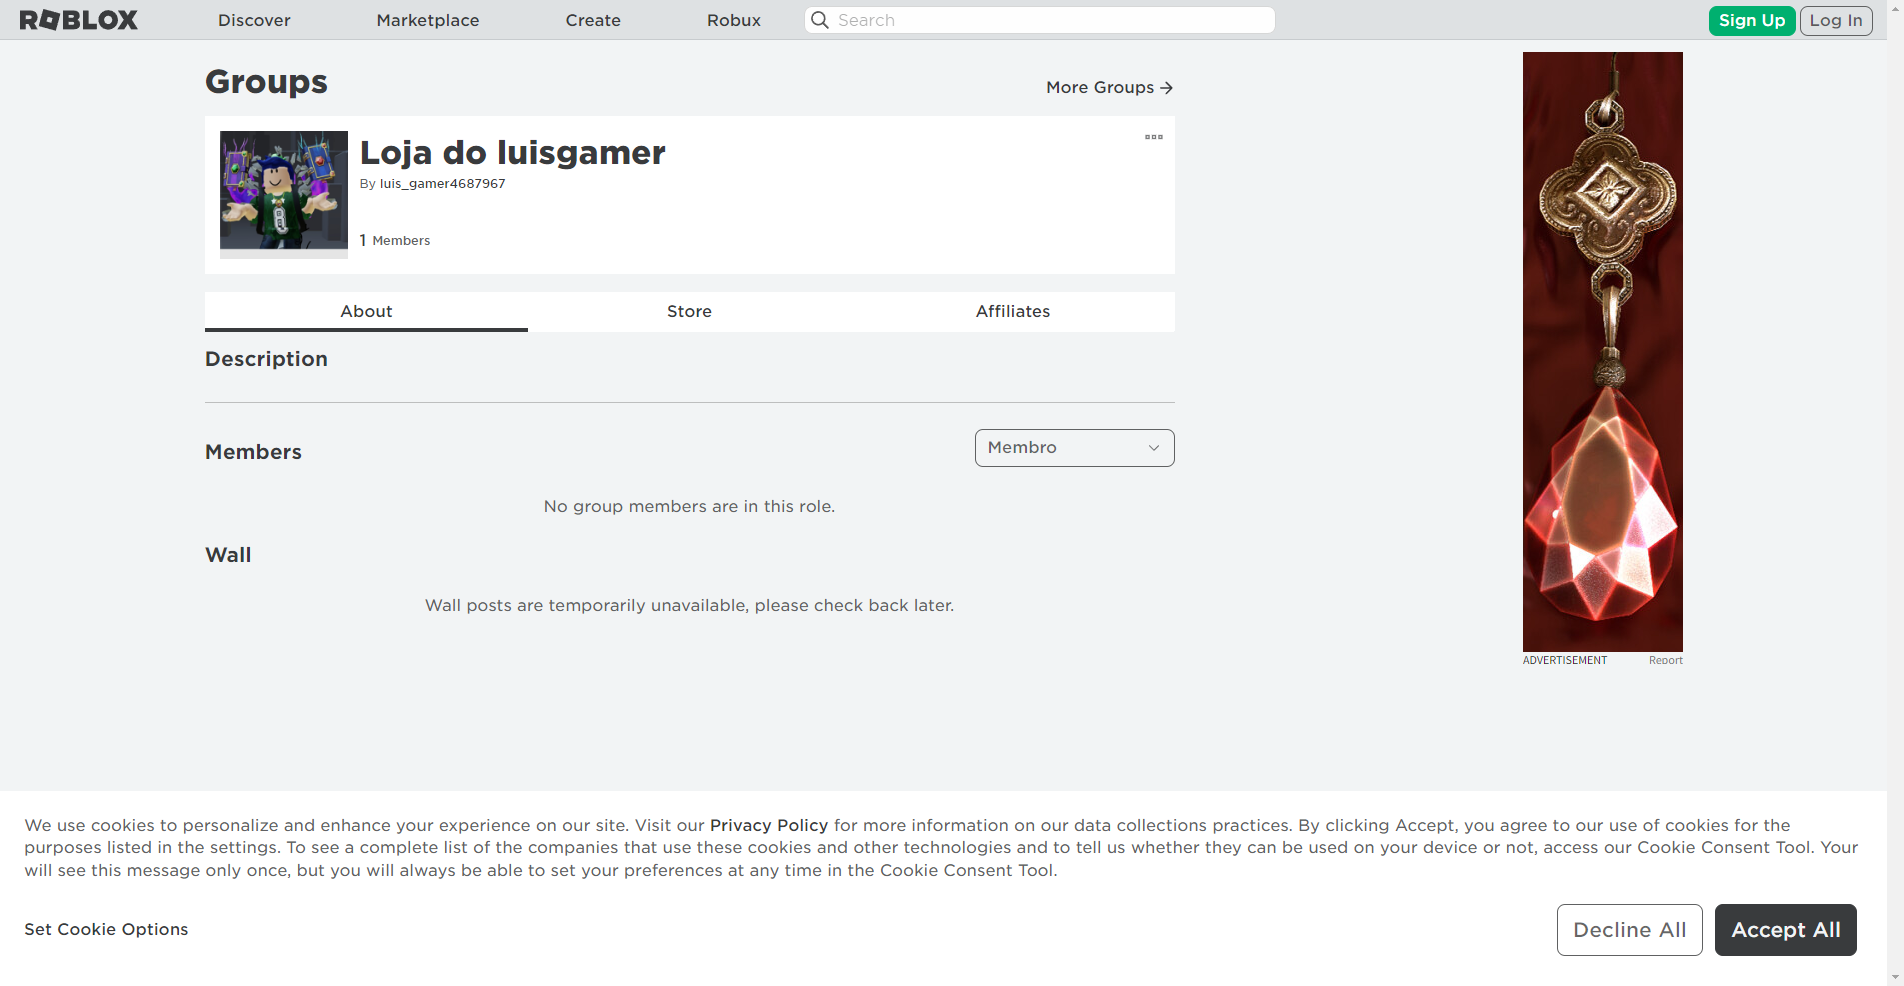 ROBLOX Discover Marketplace Create Robux Search Sign Up Log In
Groups
More Groups
Loja do luisgamer
By luis_gamer4687967
1 Members
About Store Affiliates
Description
Members
Membro
No group members are in this role.
Wall
Wall posts are temporarily unavailable, please check back later.
ADVERTISEMENT Report
We use cookies to personalize and enhance your experience on our site. Visit our Privacy Policy for more information on our data collections practices. By clicking Accept, you agree to our use of cookies for the
purposes listed in the settings. To see a complete list of the companies that use these cookies and other technologies and to tell us whether they can be used on your device or not, access our Cookie Consent Tool. Your
will see this message only once, but you will always be able to set your preferences at any time in the Cookie Consent Tool.
Set Cookie Options
Decline All
Accept All